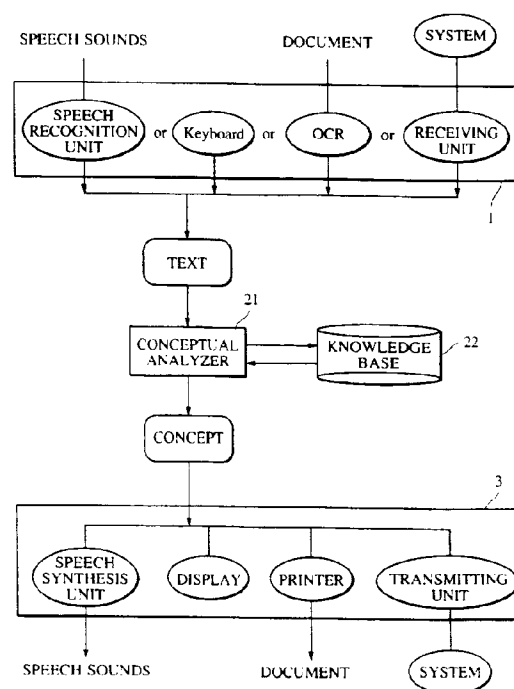 SPEECH SOUNDS
DOCUMENT
SYSTEM
SPEECH
RECOGNITION
UNIT
or
Keyboard
or
OCR
or
RECEIVING
UNIT
1
TEXT
21
CONCEPTUAL
ANALYZER
KNOWLEDGE
BASE
22
CONCEPT
3
SPEECH
SYNTHESIS
UNIT
DISPLAY
PRINTER
TRANSMITTING
UNIT
SPEECH SOUNDS
DOCUMENT
SYSTEM